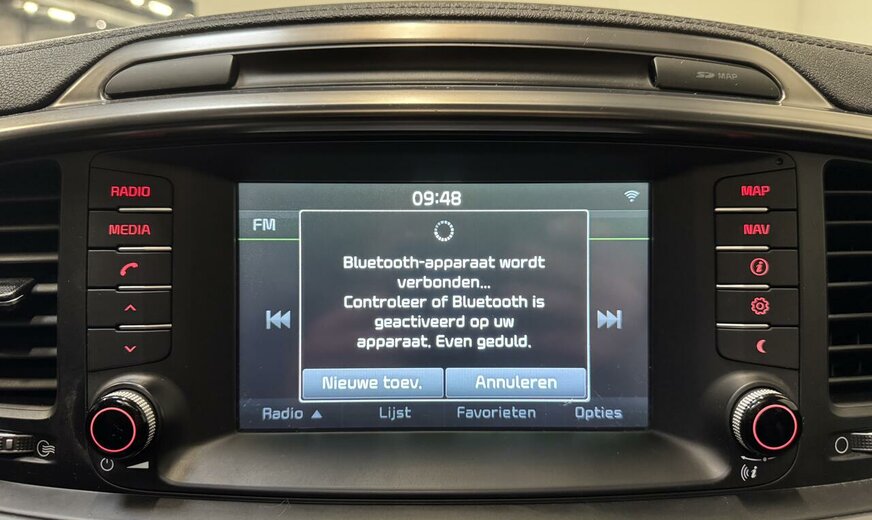 MAP
RADIO
MEDIA
09:48
FM
Bluetooth-apparaat wordt
verbonden...
Controleer of Bluetooth is
geactiveerd op uw
apparaat. Even geduld.
Nieuwe toev.
Annuleren
Radio ▲
Lijst
Favorieten
Opties
MAP
NAV